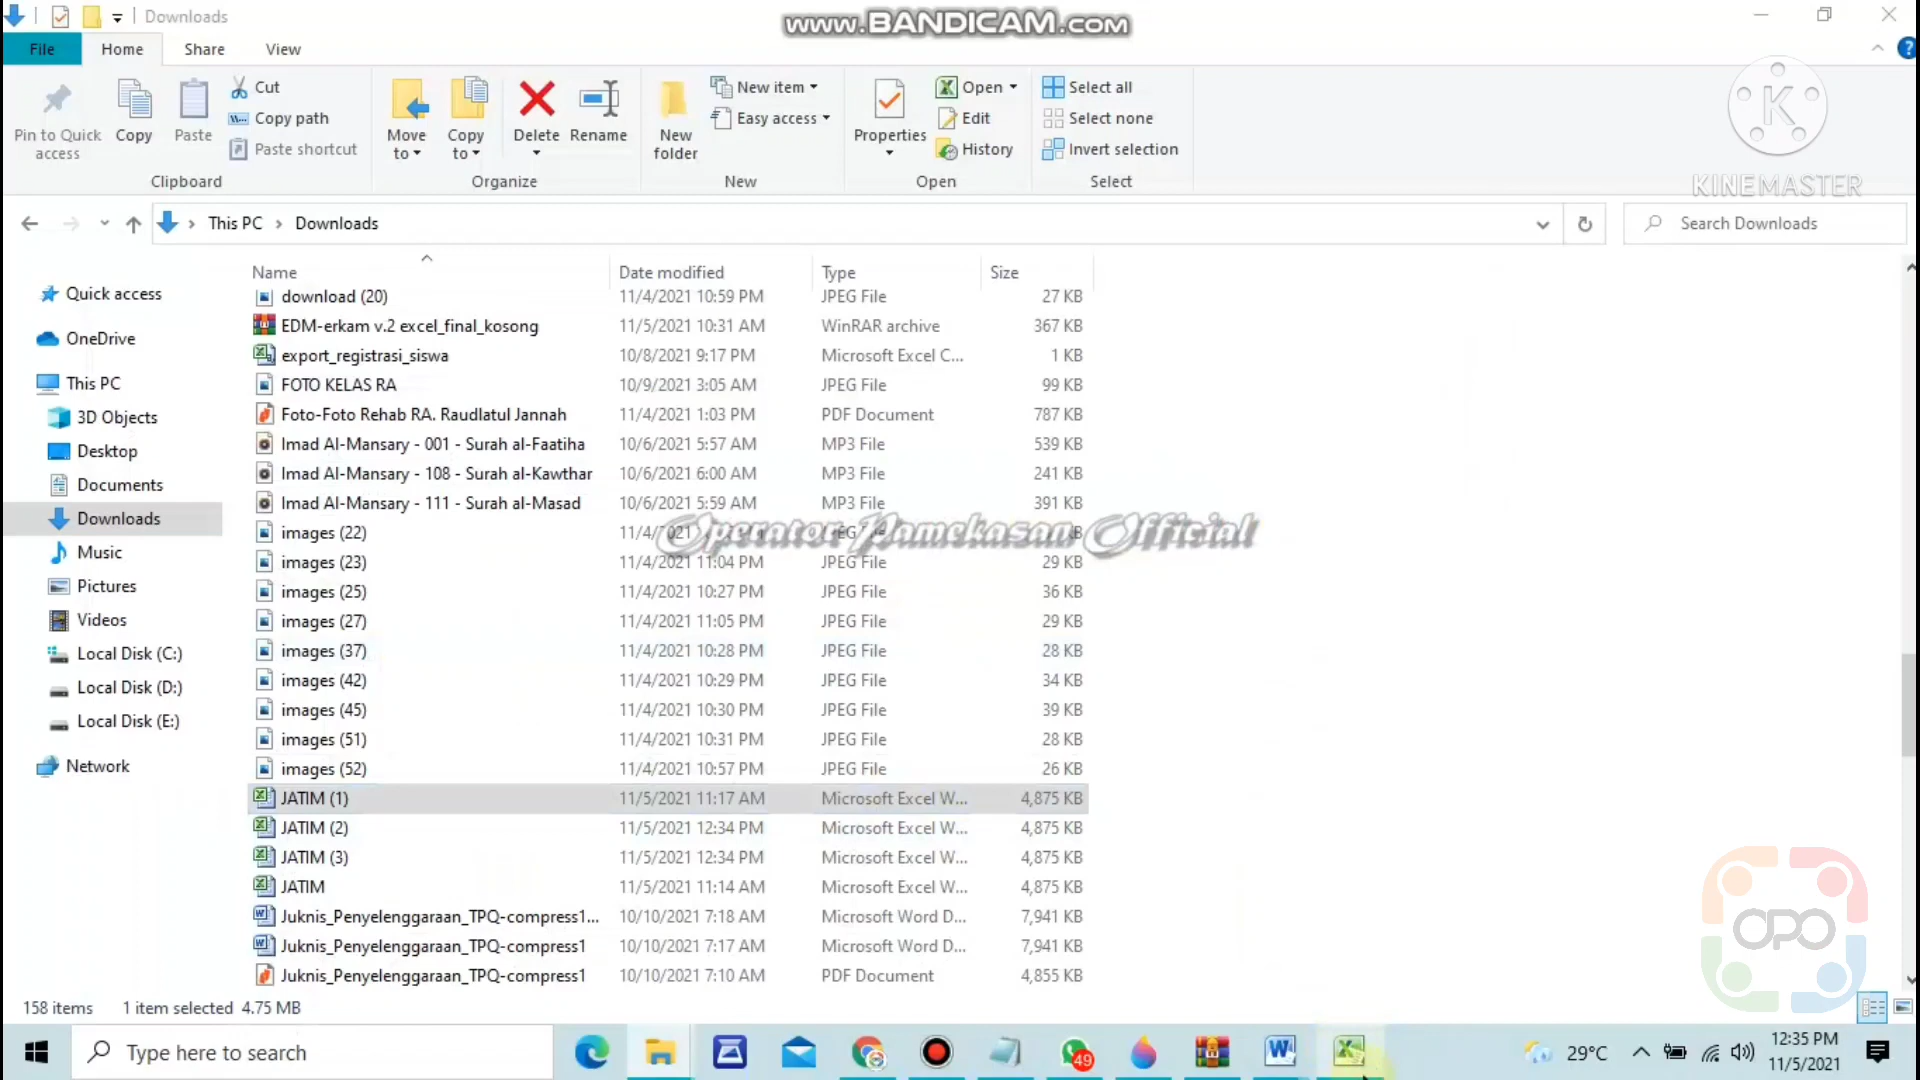 Downloads
www.BANDICAM.com
File Home Share View
Pin to Quick access
Copy
Paste
Cut
Copy path
Paste shortcut
Clipboard
Move to
Copy to
Delete
Rename
Organize
New folder
New item
Easy access
New
Properties
Open
Edit
History
Open
Select all
Select none
Invert selection
Select
K
KINEMASTER
This PC Downloads
Search Downloads
Quick access
OneDrive
This PC
3D Objects
Desktop
Documents
Downloads
Music
Pictures
Videos
Local Disk (C:)
Local Disk (D:)
Local Disk (E:)
Network
Name Date modified Type Size
download (20) 11/4/2021 10:59 PM JPEG File 27 KB
EDM-erkam v.2 excel_final_kosong 11/5/2021 10:31 AM WinRAR archive 367 KB
export_registrasi_siswa 10/8/2021 9:17 PM Microsoft Excel C... 1 KB
FOTO KELAS RA 10/9/2021 3:05 AM JPEG File 99 KB
Foto-Foto Rehab RA. Raudlatul Jannah 11/4/2021 1:03 PM PDF Document 787 KB
Imad Al-Mansary - 001 - Surah al-Faatiha 10/6/2021 5:57 AM MP3 File 539 KB
Imad Al-Mansary - 108 - Surah al-Kawthar 10/6/2021 6:00 AM MP3 File 241 KB
Imad Al-Mansary - 111 - Surah al-Masad 10/6/2021 5:59 AM MP3 File 391 KB
images (22)
Operator Pamekasan Official
images (23) 11/4/2021 11:04 PM JPEG File 29 KB
images (25) 11/4/2021 10:27 PM JPEG File 36 KB
images (27) 11/4/2021 11:05 PM JPEG File 29 KB
images (37) 11/4/2021 10:28 PM JPEG File 28 KB
images (42) 11/4/2021 10:29 PM JPEG File 34 KB
images (45) 11/4/2021 10:30 PM JPEG File 39 KB
images (51) 11/4/2021 10:31 PM JPEG File 28 KB
images (52) 11/4/2021 10:57 PM JPEG File 26 KB
JATIM (1) 11/5/2021 11:17 AM Microsoft Excel W... 4,875 KB
JATIM (2) 11/5/2021 12:34 PM Microsoft Excel W... 4,875 KB
JATIM (3) 11/5/2021 12:34 PM Microsoft Excel W... 4,875 KB
JATIM 11/5/2021 11:14 AM Microsoft Excel W... 4,875 KB
Juknis_Penyelenggaraan_TPQ-compress1... 10/10/2021 7:18 AM Microsoft Word D... 7,941 KB
Juknis_Penyelenggaraan_TPQ-compress1 10/10/2021 7:17 AM Microsoft Word D... 7,941 KB
Juknis_Penyelenggaraan_TPQ-compress1 10/10/2021 7:10 AM PDF Document 4,855 KB
OPO
158 items 1 item selected 4.75 MB
Type here to search
49
29°C
12:35 PM
11/5/2021